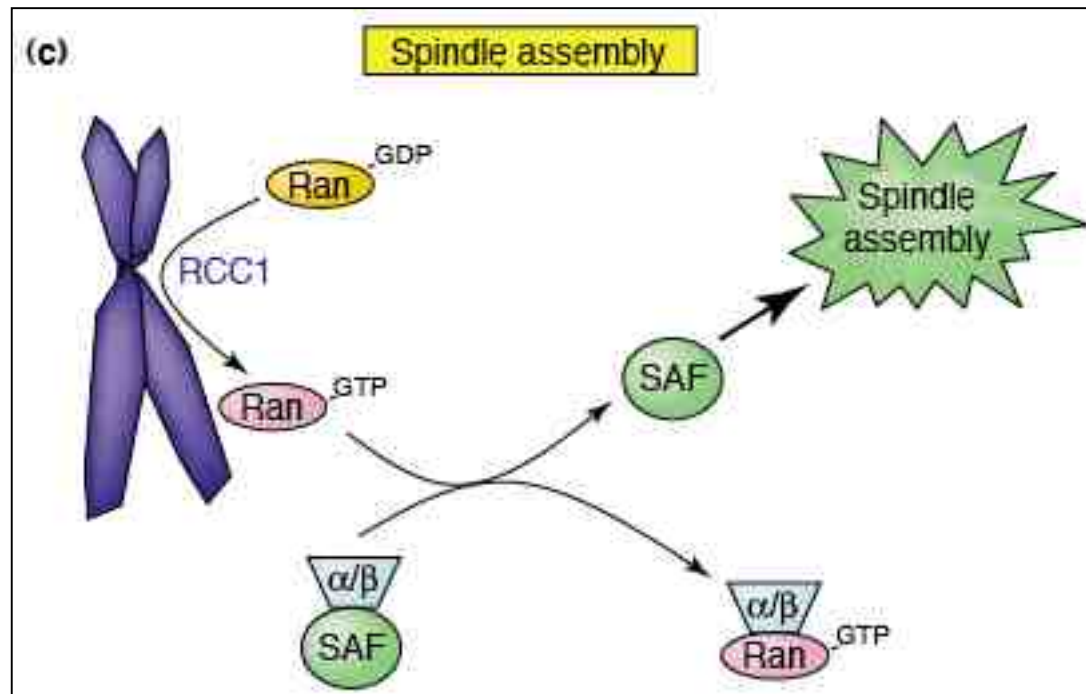 (c)
Spindle assembly
Ran
GDP
RCC1
Ran
GTP
SAF
Spindle
assembly
α/β
SAF
α/β
Ran
GTP